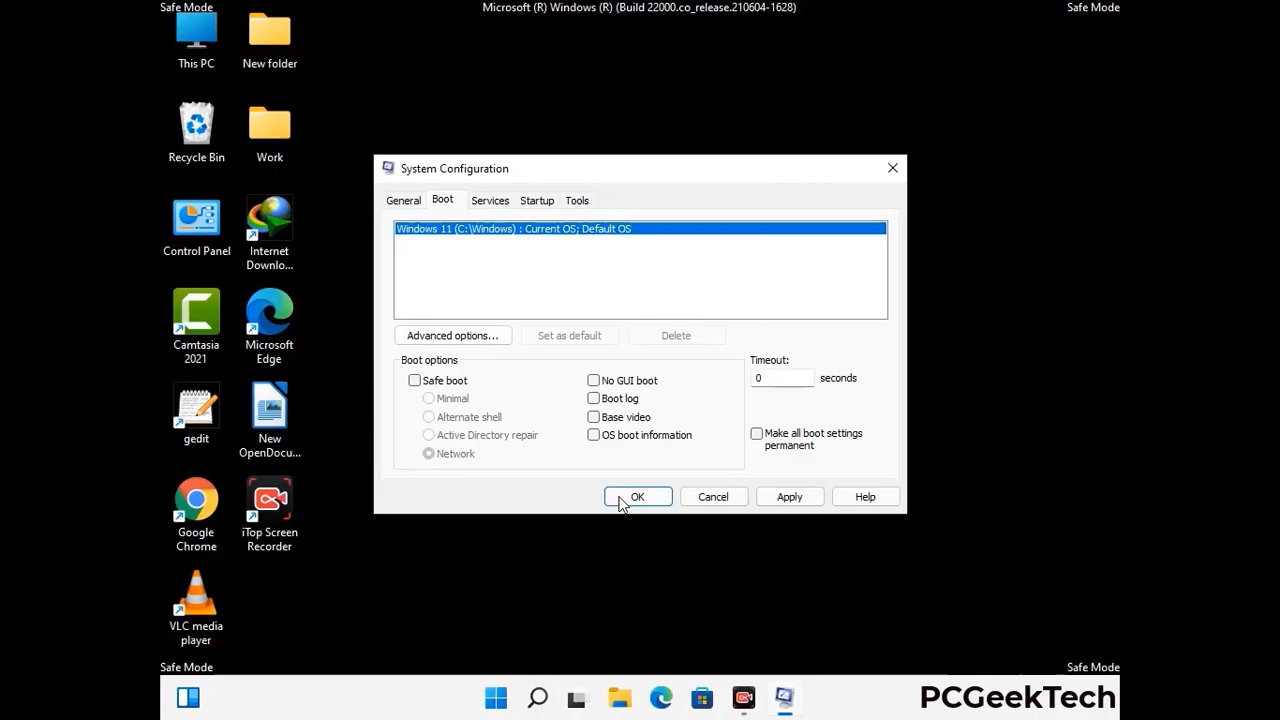 Safe Mode
Microsoft (R) Windows (R) (Build 22000.co_release.210604-1628)
Safe Mode
This PC
New folder
Recycle Bin
Work
Control Panel
Internet
Downlo...
Camtasia
2021
Microsoft
Edge
gedit
New
OpenDocu...
Google
Chrome
iTop Screen
Recorder
VLC media
player
System Configuration
General
Boot
Services
Startup
Tools
Windows 11 (C:\Windows) : Current OS; Default OS
Advanced options...
Set as default
Delete
Boot options
Safe boot
Minimal
Alternate shell
Active Directory repair
Network
No GUI boot
Boot log
Base video
OS boot information
Timeout:
0 seconds
Make all boot settings
permanent
OK
Cancel
Apply
Help
Safe Mode
Safe Mode
PCGeekTech